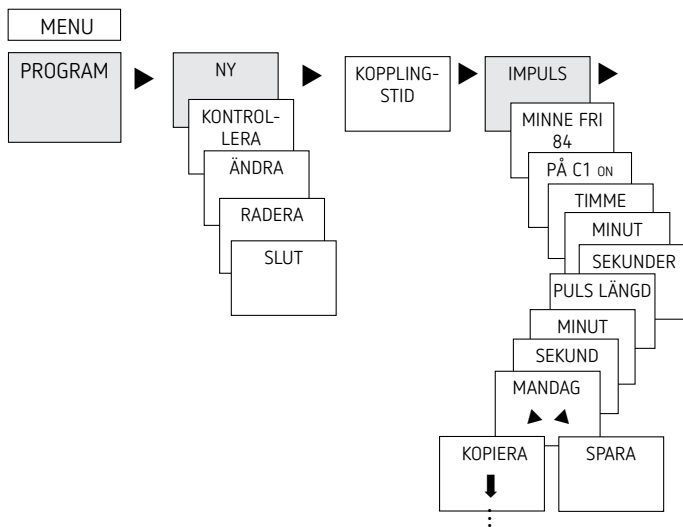 MENU
PROGRAM
NY
KONTROL-
LERA
ÄNDRA
RADERA
SLUT
KOPPLING-
STID
IMPULS
MINNE FRI
84
PÅ C1 ON
TIMME
MINUT
SEKUNDER
PULS LÄNGD
MINUT
SEKUND
MANDAG
KOPIERA
SPARA